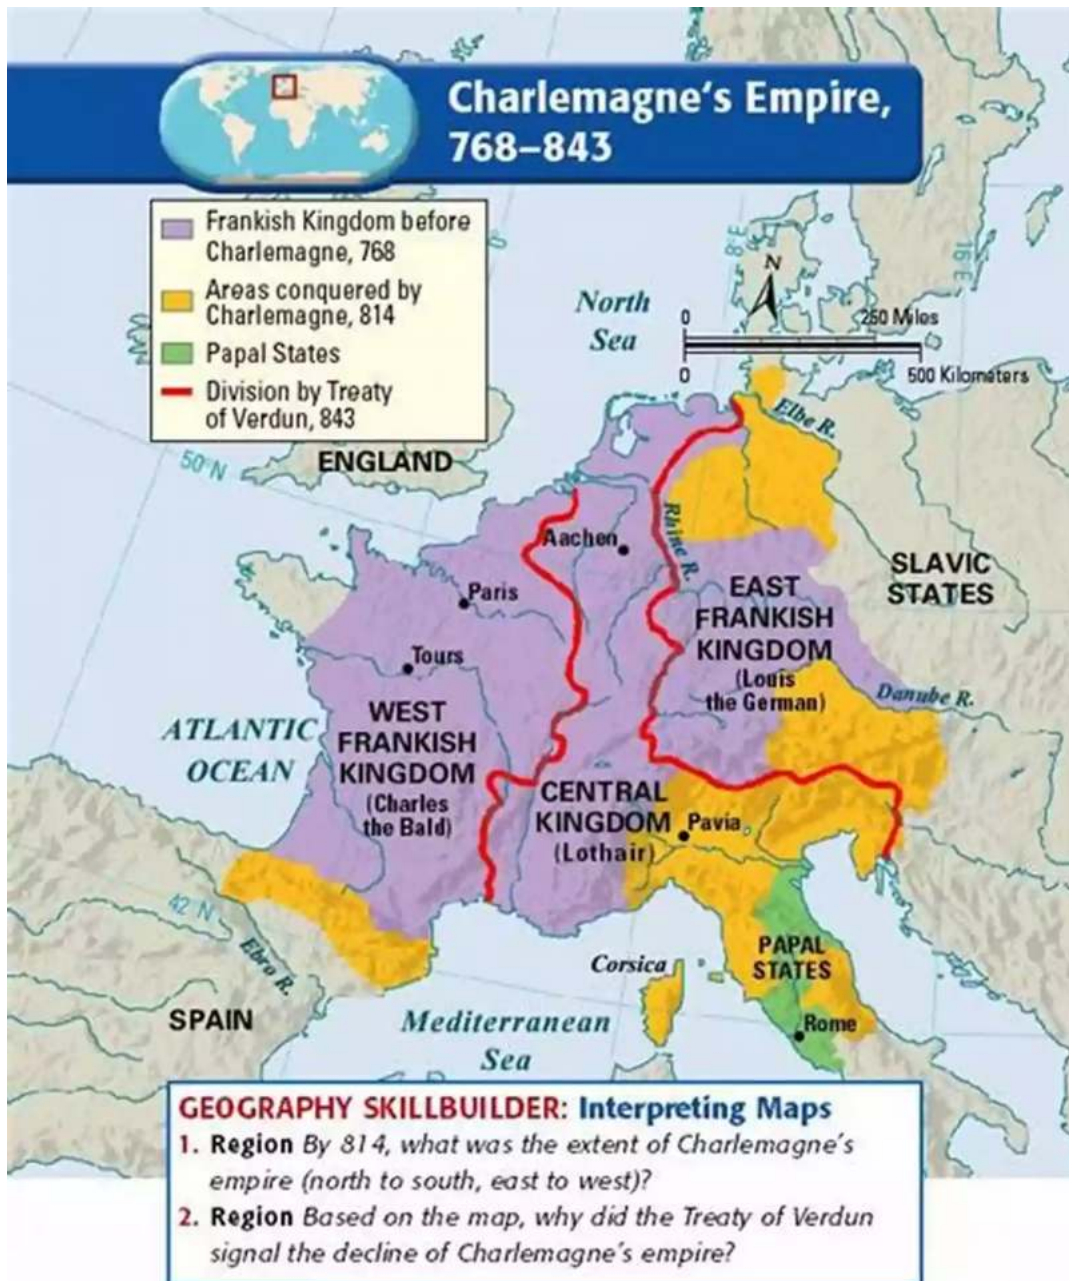 Charlemagne's Empire,
768–843
Frankish Kingdom before
Charlemagne, 768
Areas conquered by
Charlemagne, 814
Papal States
Division by Treaty
of Verdun, 843
8°E
16°E
N
North
Sea
0
250 Miles
0
500 Kilometers
Elbe R.
50°N
ENGLAND
Rhine R.
Aachen
SLAVIC
STATES
Paris
EAST
FRANKISH
KINGDOM
(Louis
the German)
Tours
Danube R.
ATLANTIC
OCEAN
WEST
FRANKISH
KINGDOM
(Charles
the Bald)
CENTRAL
KINGDOM
(Lothair)
Pavia
42°N
Ebro R.
Corsica
PAPAL
STATES
SPAIN
Mediterranean
Sea
Rome
GEOGRAPHY SKILLBUILDER: Interpreting Maps
1. Region By 814, what was the extent of Charlemagne's
empire (north to south, east to west)?
2. Region Based on the map, why did the Treaty of Verdun
signal the decline of Charlemagne's empire?